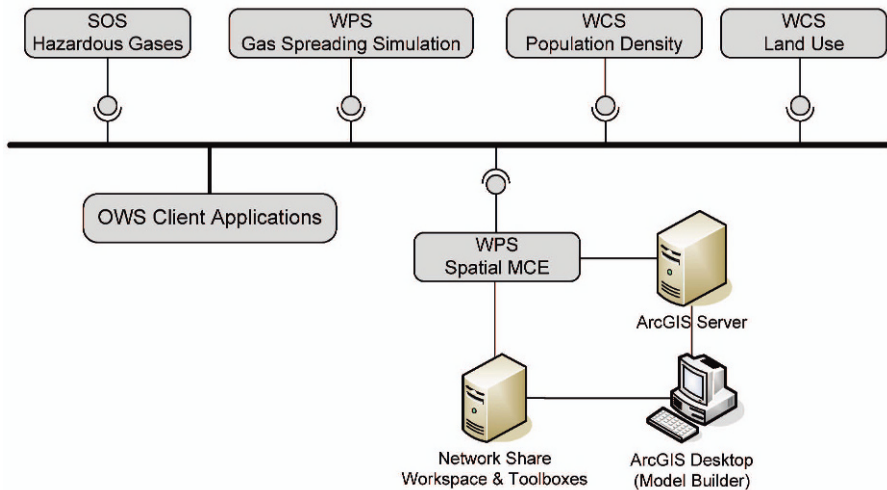 SOS
Hazardous Gases
WPS
Gas Spreading Simulation
WCS
Population Density
WCS
Land Use
OWS Client Applications
WPS
Spatial MCE
ArcGIS Server
Network Share
Workspace & Toolboxes
ArcGIS Desktop
(Model Builder)